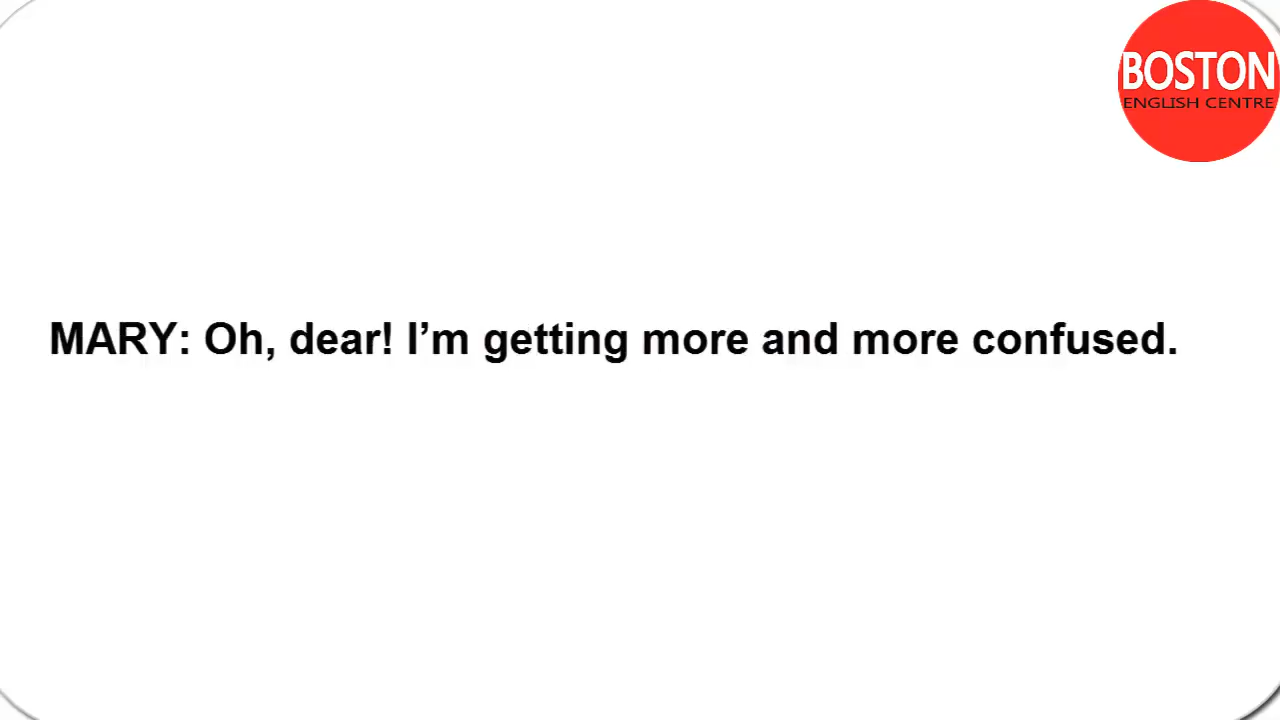 BOSTON
ENGLISH CENTRE
MARY: Oh, dear! I’m getting more and more confused.